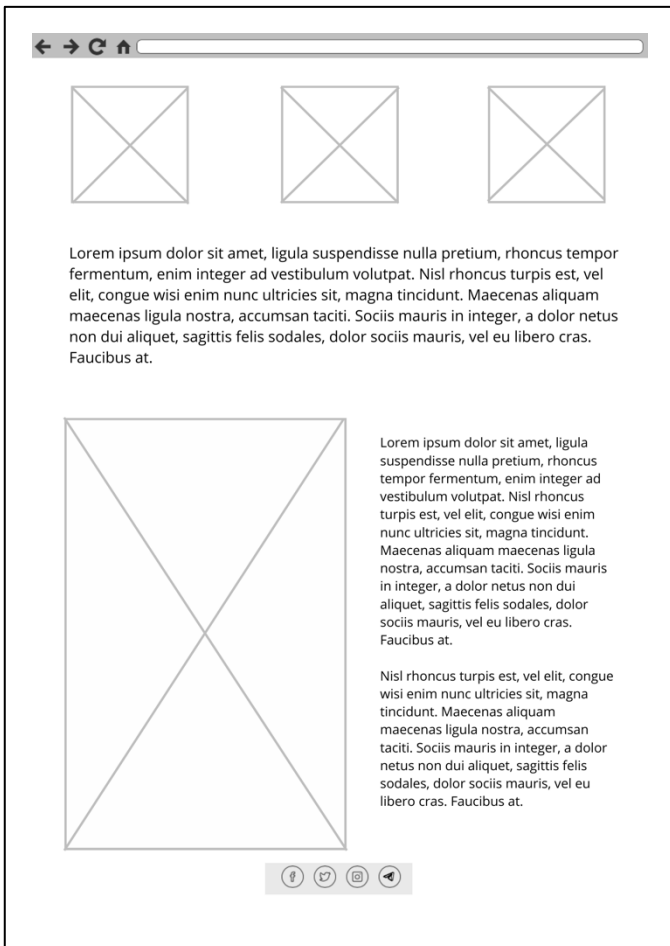 Lorem ipsum dolor sit amet, ligula suspendisse nulla pretium, rhoncus tempor
fermentum, enim integer ad vestibulum volutpat. Nisl rhoncus turpis est, vel
elit, congue wisi enim nunc ultricies sit, magna tincidunt. Maecenas aliquam
maecenas ligula nostra, accumsan taciti. Sociis mauris in integer, a dolor netus
non dui aliquet, sagittis felis sodales, dolor sociis mauris, vel eu libero cras.
Faucibus at.
Lorem ipsum dolor sit amet, ligula
suspendisse nulla pretium, rhoncus
tempor fermentum, enim integer ad
vestibulum volutpat. Nisl rhoncus
turpis est, vel elit, congue wisi enim
nunc ultricies sit, magna tincidunt.
Maecenas aliquam maecenas ligula
nostra, accumsan taciti. Sociis mauris
in integer, a dolor netus non dui
aliquet, sagittis felis sodales, dolor
sociis mauris, vel eu libero cras.
Faucibus at.
Nisl rhoncus turpis est, vel elit, congue
wisi enim nunc ultricies sit, magna
tincidunt. Maecenas aliquam
maecenas ligula nostra, accumsan
taciti. Sociis mauris in integer, a dolor
netus non dui aliquet, sagittis felis
sodales, dolor sociis mauris, vel eu
libero cras. Faucibus at.